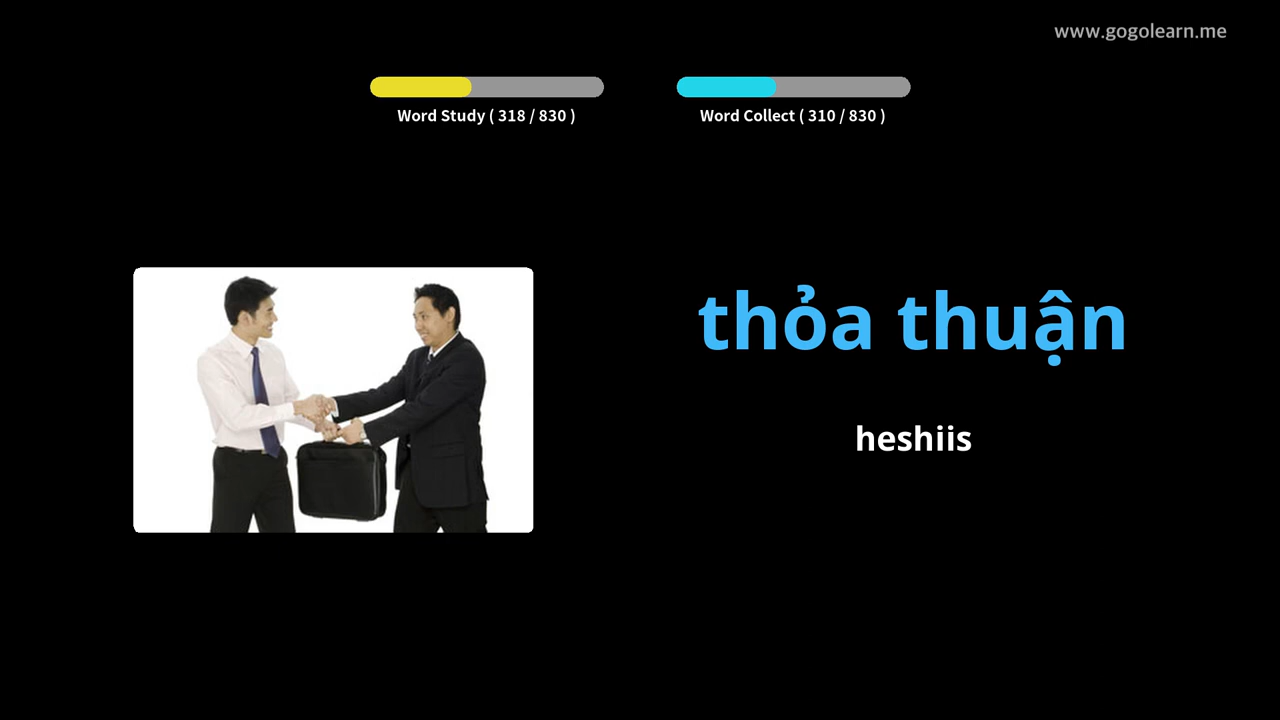 www.gogolearn.me
Word Study ( 318 / 830 )
Word Collect ( 310 / 830 )
thỏa thuận
heshiis